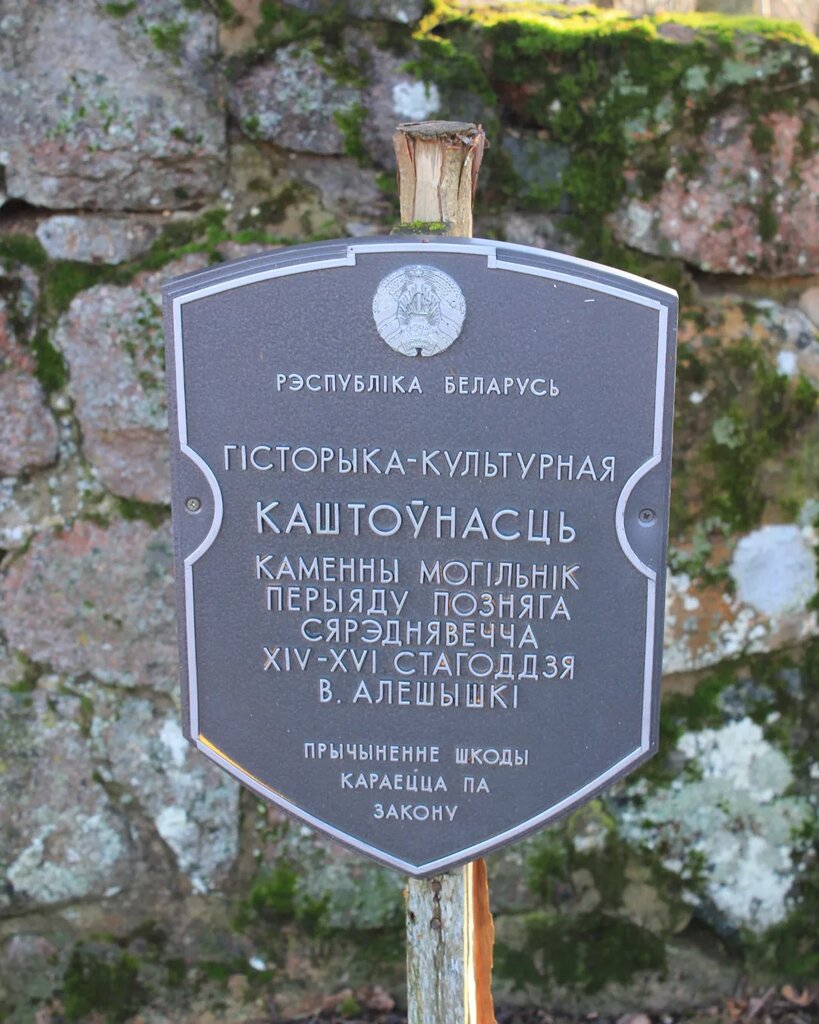 РЭСПУБЛІКА БЕЛАРУСЬ
ГІСТОРЫКА-КУЛЬТУРНАЯ
КАШТОЎНАСЦЬ
КАМЕННЫ МОГІЛЬНІК
ПЕРЫЯДУ ПОЗНЯГА
СЯРЭДНЯВЕЧЧА
XIV-XVI СТАГОДДЗЯ
В. АЛЕШЫШКІ
ПРЫЧЫНЕННЕ ШКОДЫ
КАРАЕЦЦА ПА
ЗАКОНУ